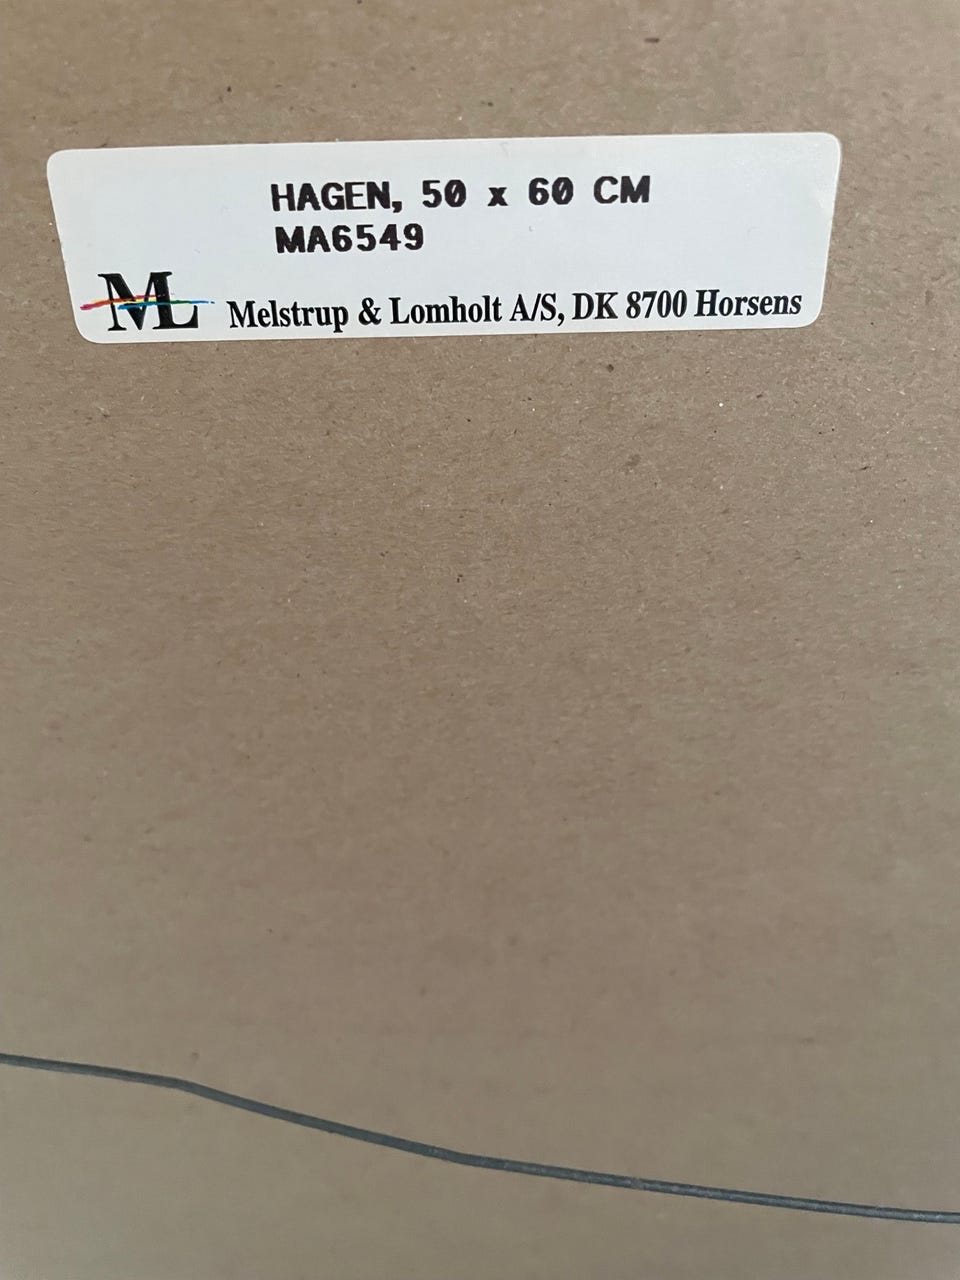 HAGEN, 50 x 60 CM
MA6549
ML Melstrup & Lomholt A/S, DK 8700 Horsens